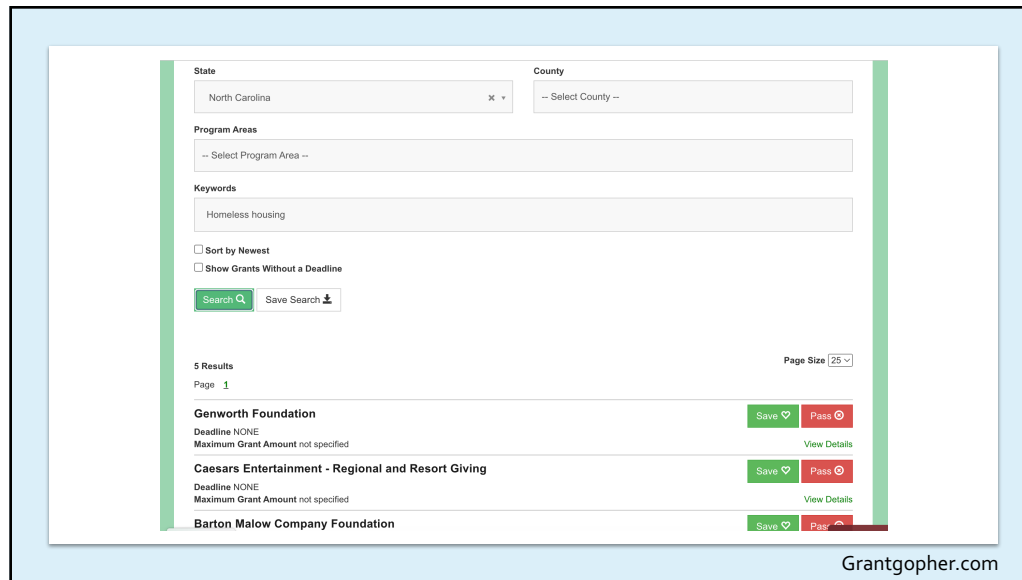 State County
North Carolina × -- Select County --
Program Areas
-- Select Program Area --
Keywords
Homeless housing
Sort by Newest
Show Grants Without a Deadline
Search Save Search
5 Results Page Size 25
Page 1
Genworth Foundation Save Pass
Deadline NONE
Maximum Grant Amount not specified View Details
Caesars Entertainment - Regional and Resort Giving Save Pass
Deadline NONE
Maximum Grant Amount not specified View Details
Barton Malow Company Foundation Save Pass
Grantgopher.com